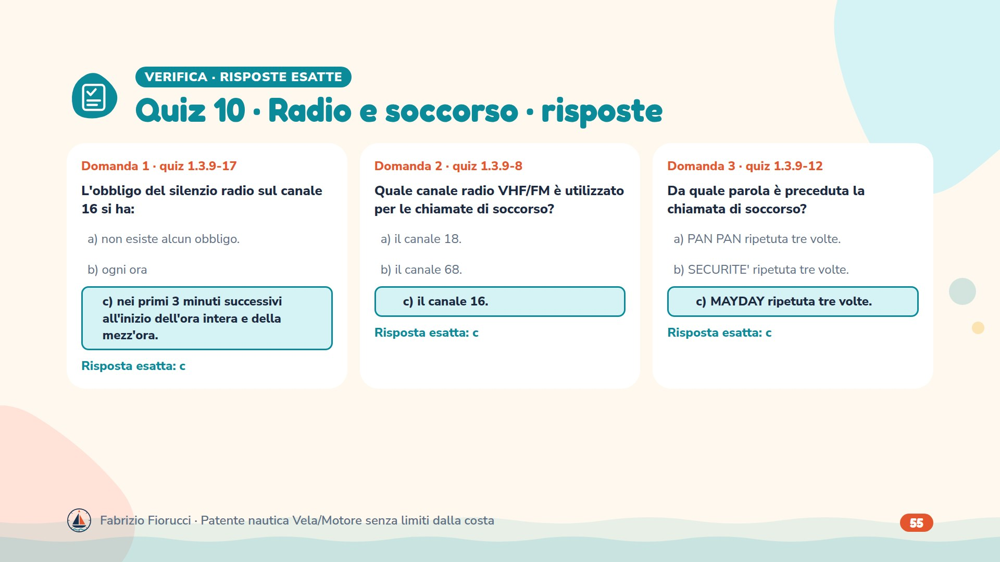 VERIFICA · RISPOSTE ESATTE
Quiz 10 · Radio e soccorso · risposte
Domanda 1 · quiz 1.3.9-17
L'obbligo del silenzio radio sul canale
16 si ha:
a) non esiste alcun obbligo.
b) ogni ora
c) nei primi 3 minuti successivi
all'inizio dell'ora intera e della
mezz'ora.
Risposta esatta: c
Domanda 2 · quiz 1.3.9-8
Quale canale radio VHF/FM è utilizzato
per le chiamate di soccorso?
a) il canale 18.
b) il canale 68.
c) il canale 16.
Risposta esatta: c
Domanda 3 · quiz 1.3.9-12
Da quale parola è preceduta la
chiamata di soccorso?
a) PAN PAN ripetuta tre volte.
b) SECURITE' ripetuta tre volte.
c) MAYDAY ripetuta tre volte.
Risposta esatta: c
Fabrizio Fiorucci · Patente nautica Vela/Motore senza limiti dalla costa
55